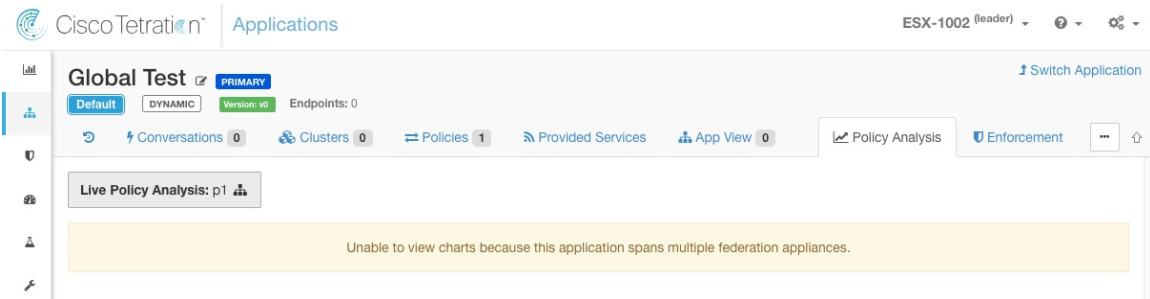 Cisco Tetration™ Applications ESX-1002 (leader)
Global Test PRIMARY Switch Application
Default DYNAMIC Version: v0 Endpoints: 0
Conversations 0 Clusters 0 Policies 1 Provided Services App View 0 Policy Analysis Enforcement ...
Live Policy Analysis: p1
Unable to view charts because this application spans multiple federation appliances.